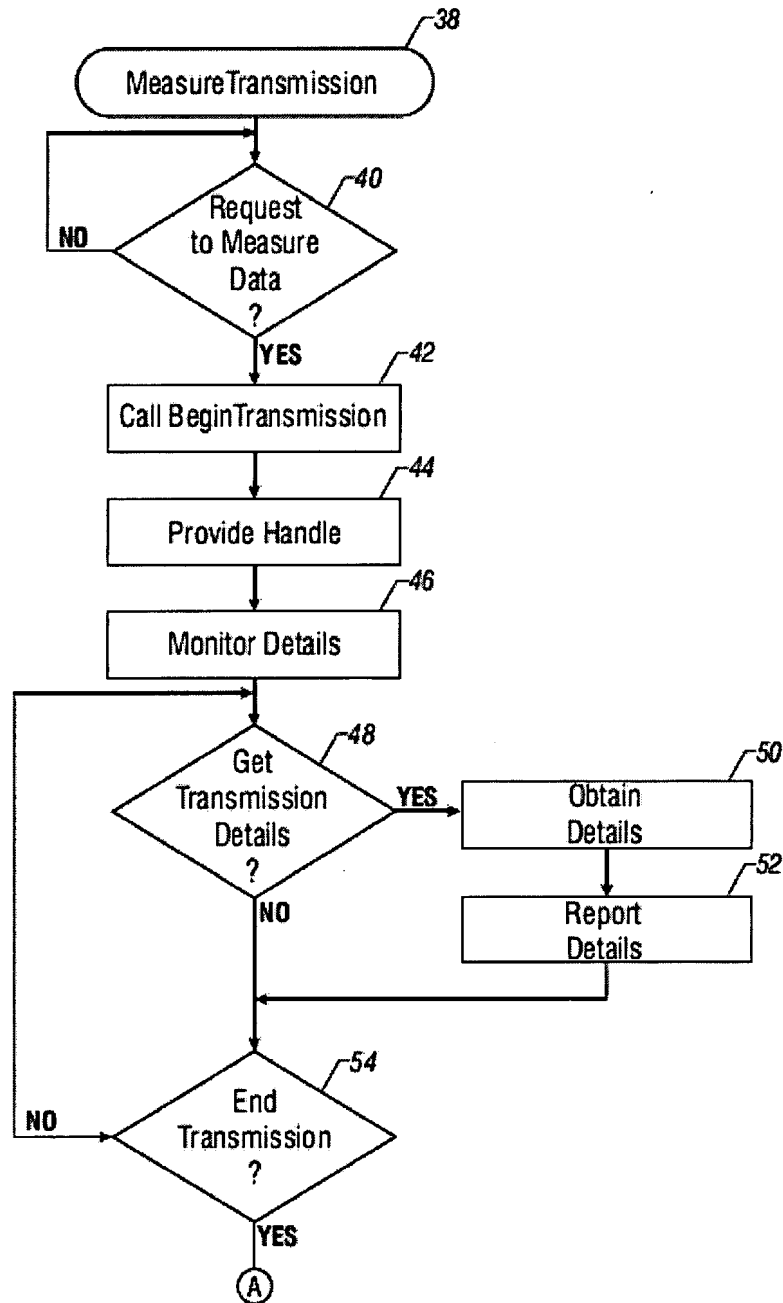 38
MeasureTransmission
40
Request
to Measure
Data
?
NO
YES
42
Call BeginTransmission
44
Provide Handle
46
Monitor Details
48
Get
Transmission
Details
?
YES
NO
50
Obtain
Details
52
Report
Details
54
End
Transmission
?
NO
YES
A